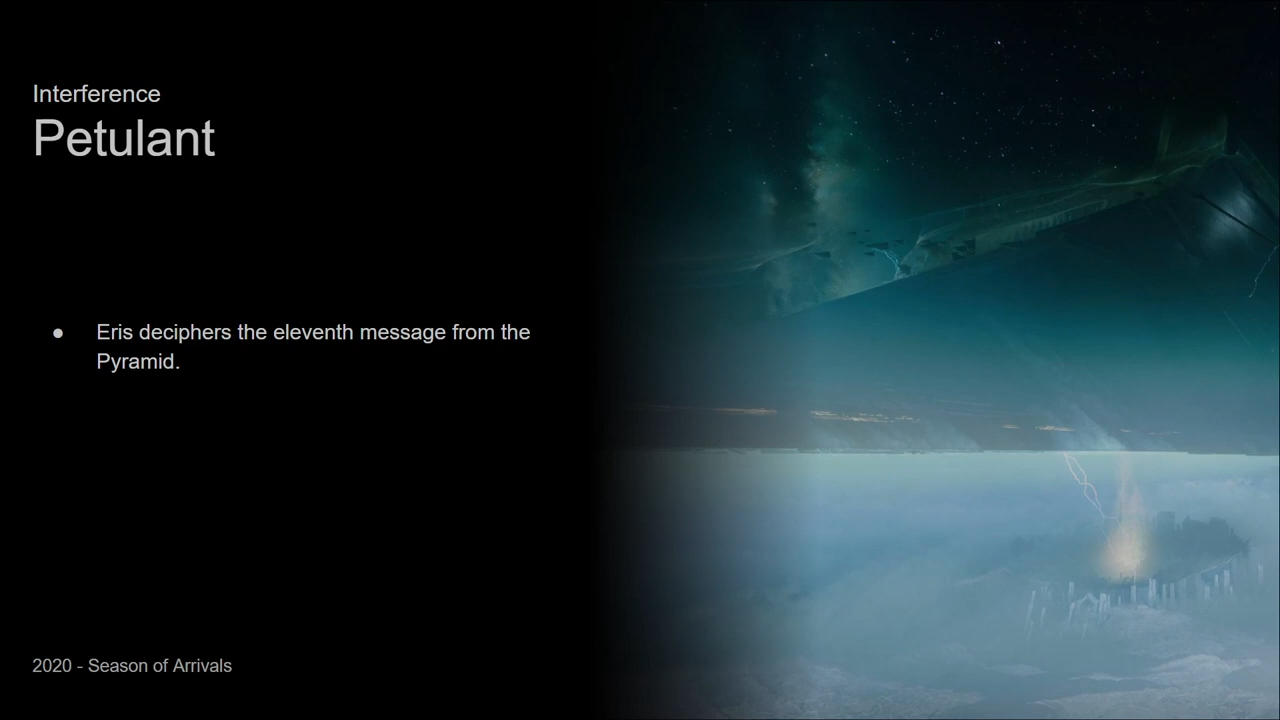 Interference
Petulant
● Eris deciphers the eleventh message from the
Pyramid.
2020 - Season of Arrivals